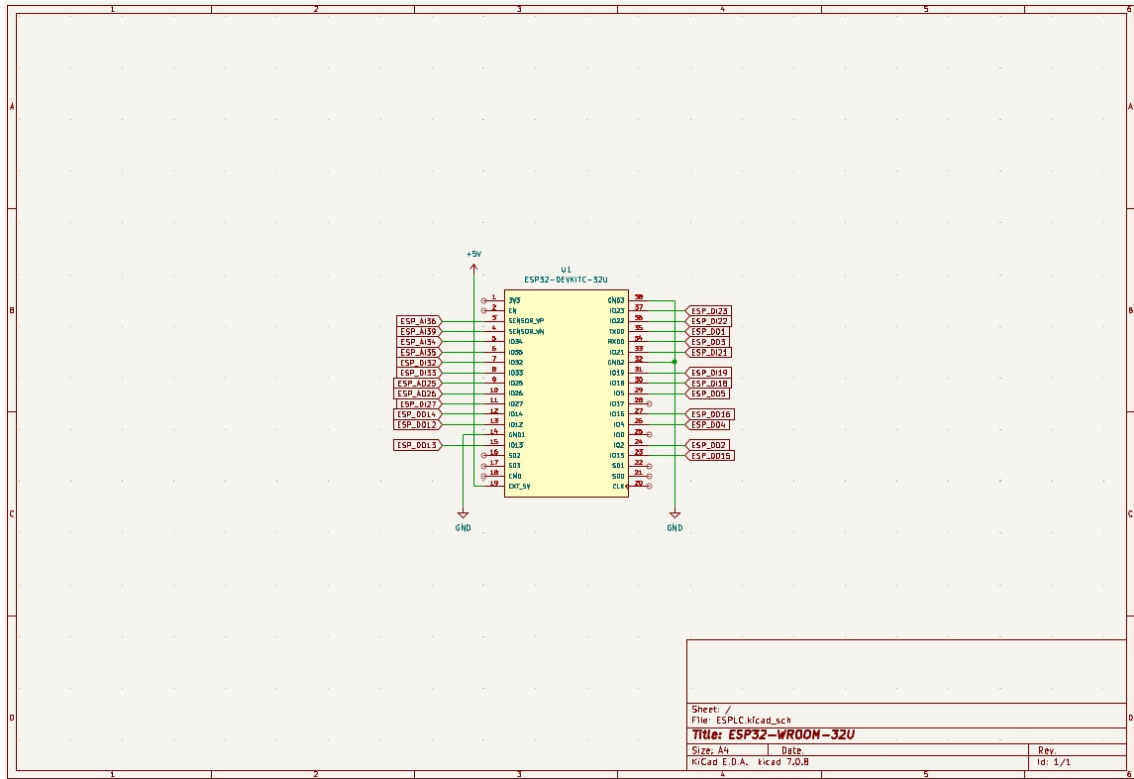 1 2 3 4 5 6
A A
+5V
U1
ESP32-DEVKITC-32U
1 3V3 GND3 38
B B
2 EN IO23 37 ESP_DI23
ESP_AI36 3 SENSOR_VP IO22 36 ESP_DI22
ESP_AI39 4 SENSOR_VN TXD0 35 ESP_DO1
ESP_AI34 5 IO34 RXD0 34 ESP_DO3
ESP_AI35 6 IO35 IO21 33 ESP_DI21
ESP_DI32 7 IO32 GND2 32
ESP_DI33 8 IO33 IO19 31 ESP_DI19
ESP_AO25 9 IO25 IO18 30 ESP_DI18
ESP_AO26 10 IO26 IO5 29 ESP_DO5
ESP_DI27 11 IO27 IO17 28
ESP_DO14 12 IO14 IO16 27 ESP_DO16
ESP_DO12 13 IO12 IO4 26 ESP_DO4
14 GND1 IO0 25
ESP_DO13 15 IO13 IO2 24 ESP_DO2
16 SD2 IO15 23 ESP_DO15
17 SD3 SD1 22
18 CMD SD0 21
19 EXT_5V CLK 20
C C
GND GND
D D
Sheet: /
File: ESPLC.kicad_sch
Title: ESP32-WROOM-32U
Size: A4 Date: Rev:
KiCad E.D.A. kicad 7.0.8 Id: 1/1
1 2 3 4 5 6